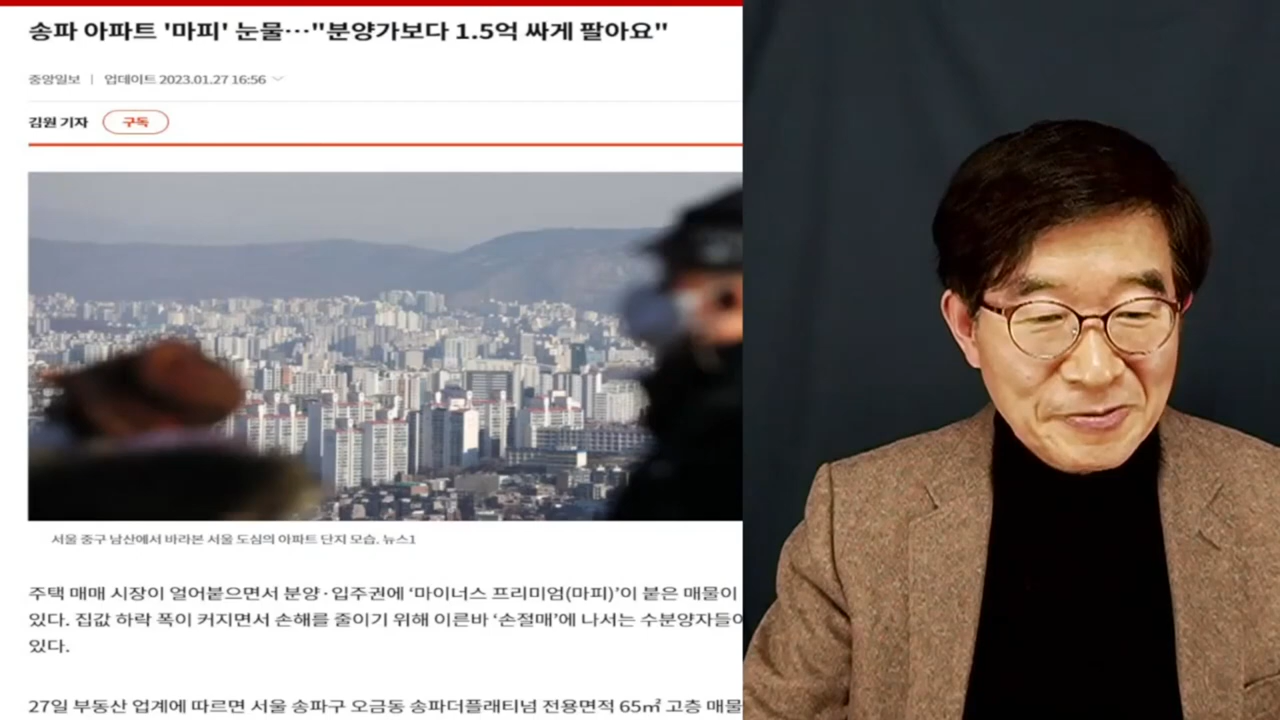 송파 아파트 '마피' 눈물…"분양가보다 1.5억 싸게 팔아요"
중앙일보 | 업데이트 2023.01.27 16:56
김원 기자 구독
서울 중구 남산에서 바라본 서울 도심의 아파트 단지 모습. 뉴스1
주택 매매 시장이 얼어붙으면서 분양·입주권에 ‘마이너스 프리미엄(마피)’이 붙은 매물이
있다. 집값 하락 폭이 커지면서 손해를 줄이기 위해 이른바 ‘손절매’에 나서는 수분양자들이
있다.
27일 부동산 업계에 따르면 서울 송파구 오금동 송파더플래티넘 전용면적 65㎡ 고층 매물